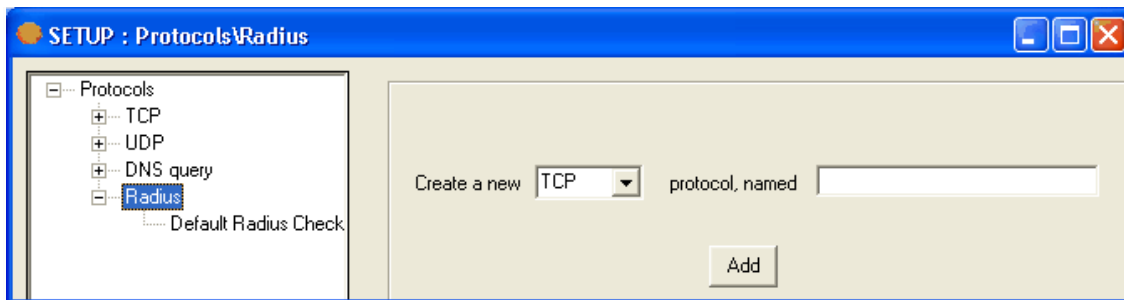 SETUP : Protocols\Radius
Protocols
TCP
UDP
DNS query
Radius
Default Radius Check
Create a new TCP protocol, named
Add